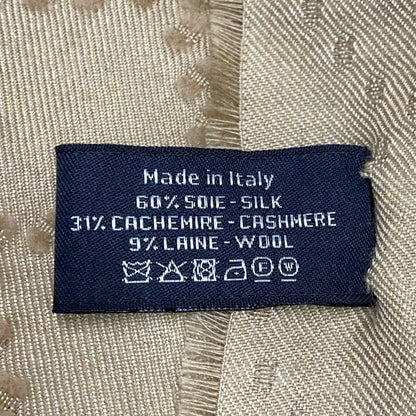 Made in Italy
60% SOIE - SILK
31% CACHEMIRE - CASHMERE
9% LAINE - WOOL
F W